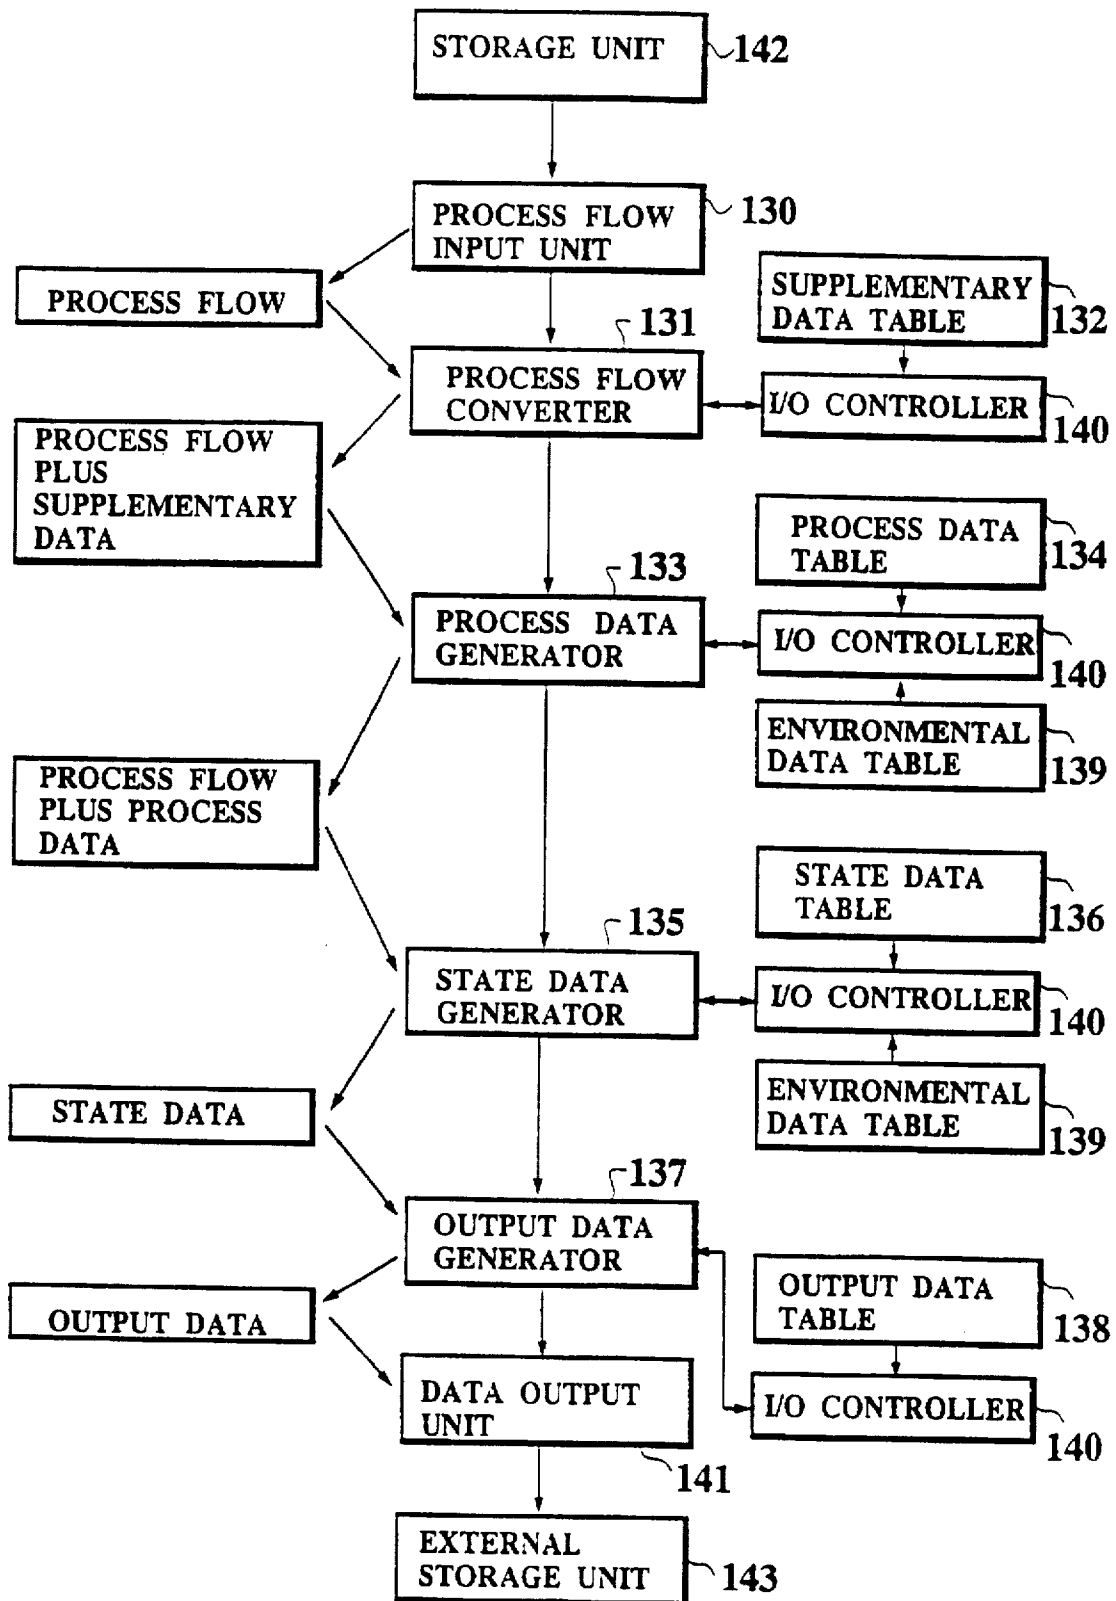 STORAGE UNIT
142
PROCESS FLOW
INPUT UNIT
130
PROCESS FLOW
SUPPLEMENTARY
DATA TABLE
132
131
PROCESS FLOW
CONVERTER
I/O CONTROLLER
140
PROCESS FLOW
PLUS
SUPPLEMENTARY
DATA
PROCESS DATA
TABLE
134
133
PROCESS DATA
GENERATOR
I/O CONTROLLER
140
ENVIRONMENTAL
DATA TABLE
139
PROCESS FLOW
PLUS PROCESS
DATA
STATE DATA
TABLE
136
135
STATE DATA
GENERATOR
I/O CONTROLLER
140
ENVIRONMENTAL
DATA TABLE
139
STATE DATA
137
OUTPUT DATA
GENERATOR
OUTPUT DATA
TABLE
138
OUTPUT DATA
DATA OUTPUT
UNIT
141
I/O CONTROLLER
140
EXTERNAL
STORAGE UNIT
143